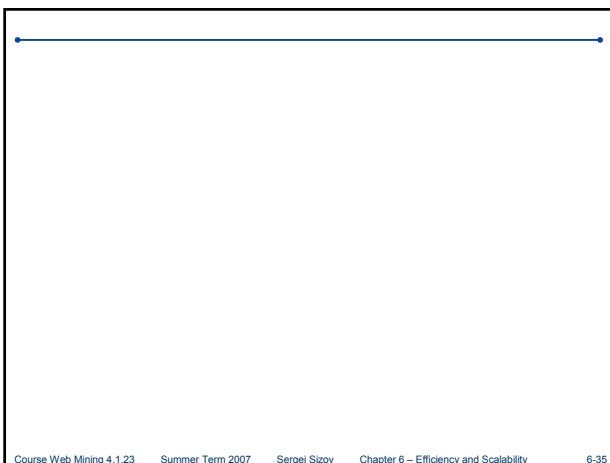 Course Web Mining 4.1.23 Summer Term 2007 Sergej Sizov Chapter 6 – Efficiency and Scalability 6-35